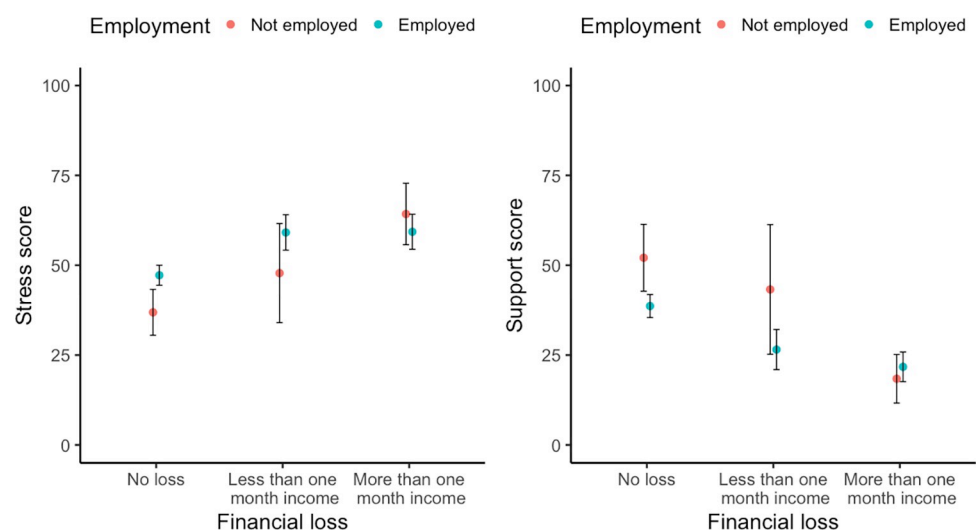 Employment Not employed Employed
100
75
50
25
0
Stress score
No loss
Less than one
month income
More than one
month income
Financial loss
Employment Not employed Employed
100
75
50
25
0
Support score
No loss
Less than one
month income
More than one
month income
Financial loss